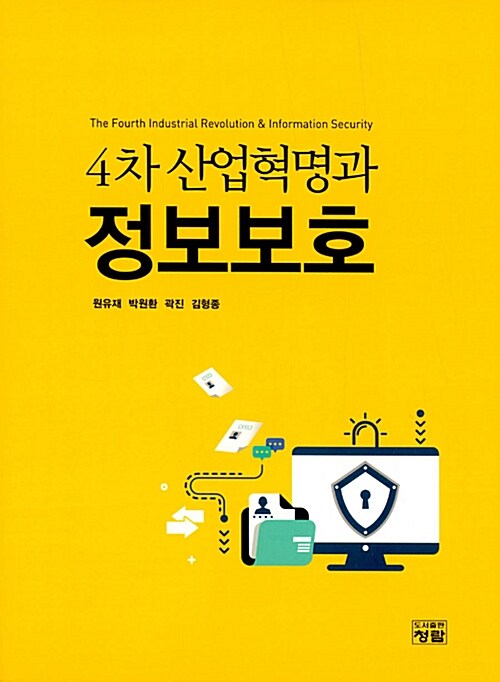 The Fourth Industrial Revolution & Information Security
4차 산업혁명과
정보보호
원유재 박원환 곽진 김형종
도서출판
청람